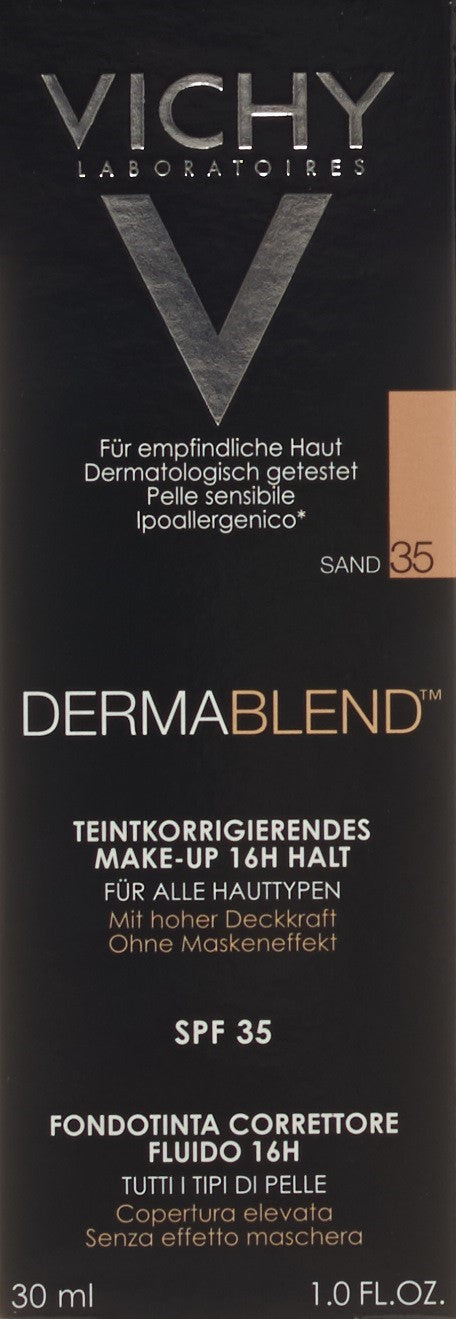 VICHY
LABORATOIRES
V
Für empfindliche Haut
Dermatologisch getestet
Pelle sensibile
Ipoallergenico*
SAND 35
DERMABLEND™
TEINTKORRIGIERENDES
MAKE-UP 16H HALT
FÜR ALLE HAUTTYPEN
Mit hoher Deckkraft
Ohne Maskeneffekt
SPF 35
FONDOTINTA CORRETTORE
FLUIDO 16H
TUTTI I TIPI DI PELLE
Copertura elevata
Senza effetto maschera
30 ml 1.0 FL.OZ.